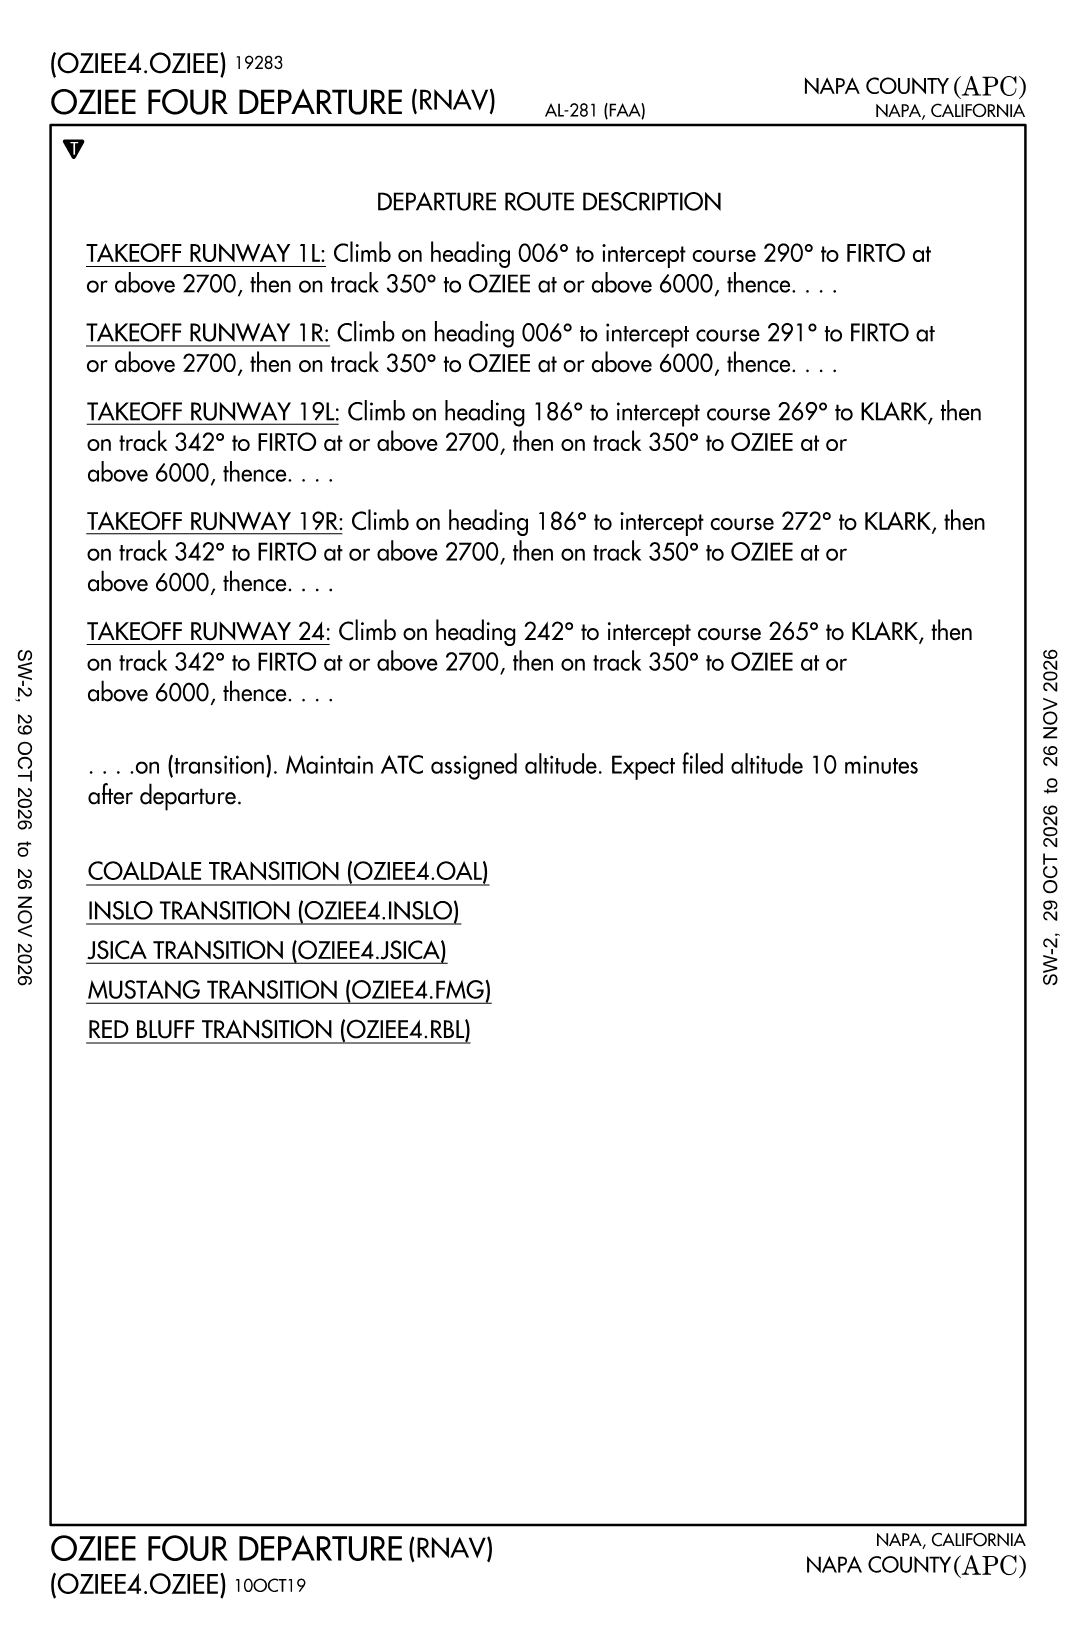 (OZIEE4.OZIEE) 19283
OZIEE FOUR DEPARTURE (RNAV)
AL-281 (FAA)
NAPA COUNTY (APC)
NAPA, CALIFORNIA
T
DEPARTURE ROUTE DESCRIPTION
TAKEOFF RUNWAY 1L: Climb on heading 006° to intercept course 290° to FIRTO at
or above 2700, then on track 350° to OZIEE at or above 6000, thence. . . .
TAKEOFF RUNWAY 1R: Climb on heading 006° to intercept course 291° to FIRTO at
or above 2700, then on track 350° to OZIEE at or above 6000, thence. . . .
TAKEOFF RUNWAY 19L: Climb on heading 186° to intercept course 269° to KLARK, then
on track 342° to FIRTO at or above 2700, then on track 350° to OZIEE at or
above 6000, thence. . . .
TAKEOFF RUNWAY 19R: Climb on heading 186° to intercept course 272° to KLARK, then
on track 342° to FIRTO at or above 2700, then on track 350° to OZIEE at or
above 6000, thence. . . .
TAKEOFF RUNWAY 24: Climb on heading 242° to intercept course 265° to KLARK, then
on track 342° to FIRTO at or above 2700, then on track 350° to OZIEE at or
above 6000, thence. . . .
. . . .on (transition). Maintain ATC assigned altitude. Expect filed altitude 10 minutes
after departure.
COALDALE TRANSITION (OZIEE4.OAL)
INSLO TRANSITION (OZIEE4.INSLO)
JSICA TRANSITION (OZIEE4.JSICA)
MUSTANG TRANSITION (OZIEE4.FMG)
RED BLUFF TRANSITION (OZIEE4.RBL)
SW-2, 29 OCT 2026 to 26 NOV 2026
SW-2, 29 OCT 2026 to 26 NOV 2026
OZIEE FOUR DEPARTURE (RNAV)
(OZIEE4.OZIEE) 10OCT19
NAPA, CALIFORNIA
NAPA COUNTY (APC)